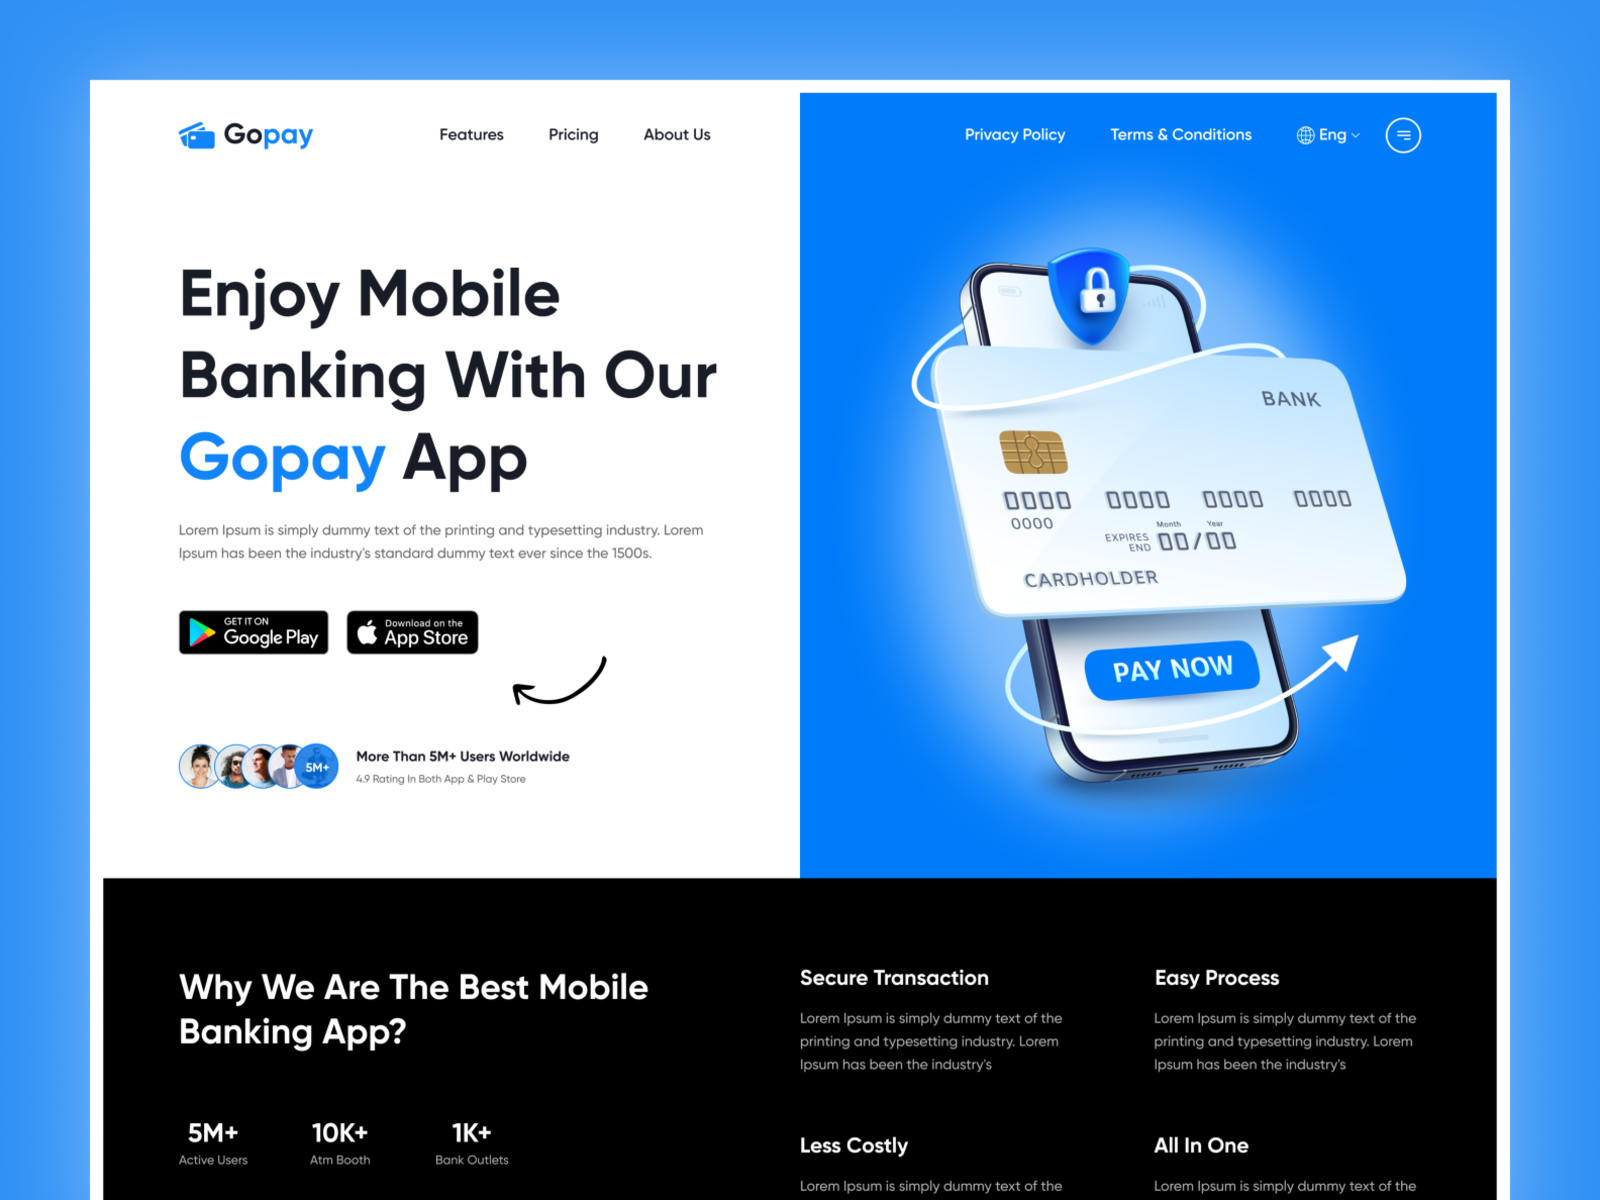 Gopay
Features
Pricing
About Us
Privacy Policy
Terms & Conditions
Eng
Enjoy Mobile
Banking With Our
Gopay App
Lorem Ipsum is simply dummy text of the printing and typesetting industry. Lorem
Ipsum has been the industry's standard dummy text ever since the 1500s.
GET IT ON
Google Play
Download on the
App Store
5M+
More Than 5M+ Users Worldwide
4.9 Rating In Both App & Play Store
BANK
0000 0000 0000 0000
0000
Month Year
EXPIRES
END
00/00
CARDHOLDER
PAY NOW
Why We Are The Best Mobile
Banking App?
5M+
Active Users
10K+
Atm Booth
1K+
Bank Outlets
Secure Transaction
Lorem Ipsum is simply dummy text of the
printing and typesetting industry. Lorem
Ipsum has been the industry's
Easy Process
Lorem Ipsum is simply dummy text of the
printing and typesetting industry. Lorem
Ipsum has been the industry's
Less Costly
Lorem Ipsum is simply dummy text of the
All In One
Lorem Ipsum is simply dummy text of the